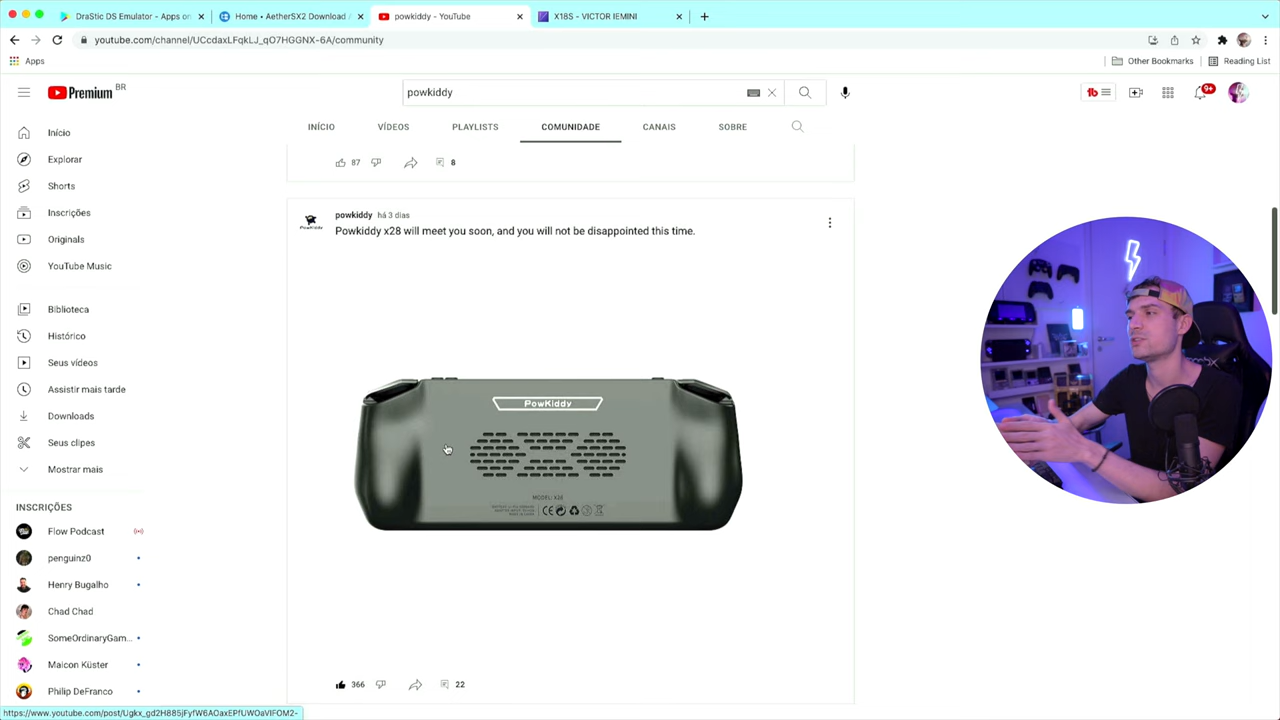 DraStic DS Emulator - Apps on
Home • AetherSX2 Download /
powkiddy - YouTube
X18S - VICTOR IEMINI
youtube.com/channel/UCcdaxLFqkLJ_qO7HGGNX-6A/community
Apps
Other Bookmarks
Reading List
Premium BR
powkiddy
9+
INÍCIO
VÍDEOS
PLAYLISTS
COMUNIDADE
CANAIS
SOBRE
87
8
Início
Explorar
Shorts
Inscrições
Originals
YouTube Music
Biblioteca
Histórico
Seus vídeos
Assistir mais tarde
Downloads
Seus clipes
Mostrar mais
INSCRIÇÕES
Flow Podcast
penguinz0
Henry Bugalho
Chad Chad
SomeOrdinaryGam...
Maicon Küster
Philip DeFranco
powkiddy há 3 dias
Powkiddy x28 will meet you soon, and you will not be disappointed this time.
PowKiddy
MODEL: X28
366
22
https://www.youtube.com/post/Ugkx_gd2H885jFyfW6AOaxEPfUWOaVIFOM2-